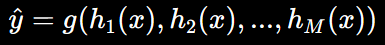 ŷ = g(h₁(x), h₂(x), ..., h_M(x))